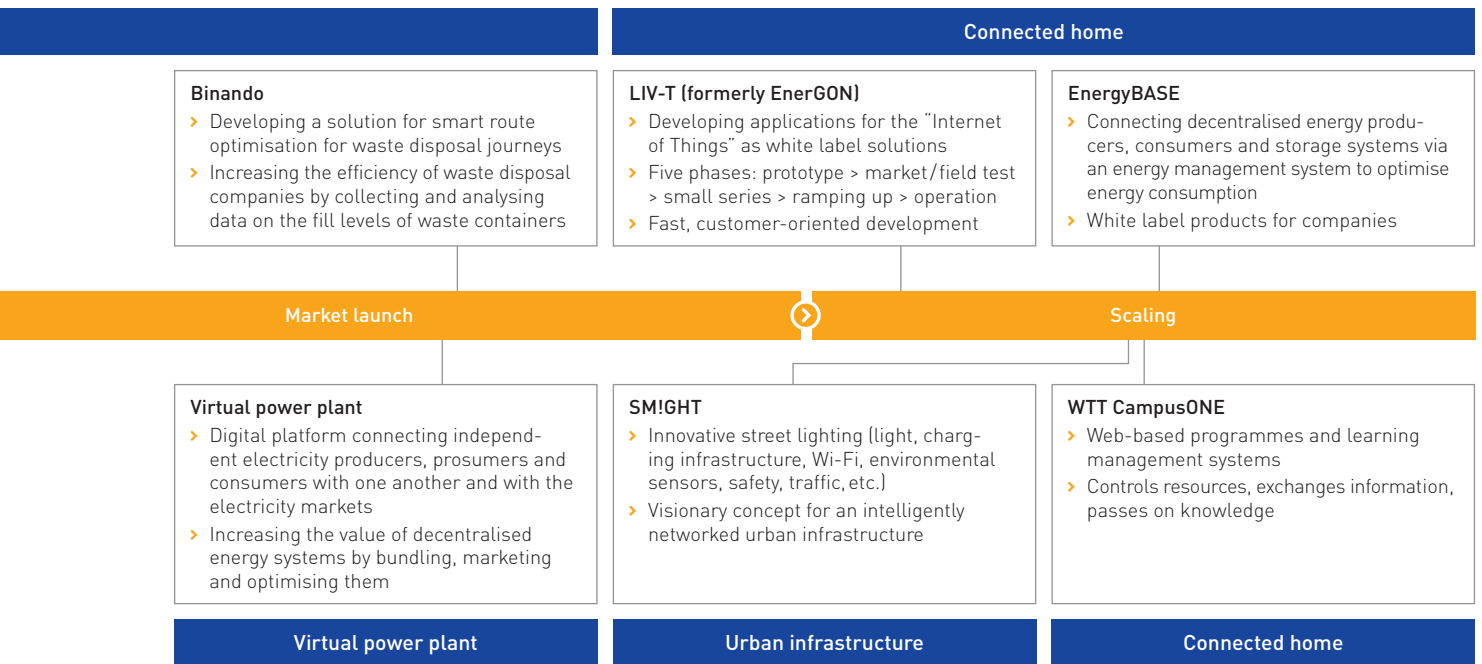 Connected home
Binando
> Developing a solution for smart route
optimisation for waste disposal journeys
> Increasing the efficiency of waste disposal
companies by collecting and analysing
data on the fill levels of waste containers
LIV-T (formerly EnerGON)
> Developing applications for the “Internet
of Things” as white label solutions
> Five phases: prototype > market/field test
> small series > ramping up > operation
> Fast, customer-oriented development
EnergyBASE
> Connecting decentralised energy produ-
cers, consumers and storage systems via
an energy management system to optimise
energy consumption
> White label products for companies
Market launch
Scaling
Virtual power plant
> Digital platform connecting independ-
ent electricity producers, prosumers and
consumers with one another and with the
electricity markets
> Increasing the value of decentralised
energy systems by bundling, marketing
and optimising them
SM!GHT
> Innovative street lighting (light, charg-
ing infrastructure, Wi-Fi, environmental
sensors, safety, traffic, etc.)
> Visionary concept for an intelligently
networked urban infrastructure
WTT CampusONE
> Web-based programmes and learning
management systems
> Controls resources, exchanges information,
passes on knowledge
Virtual power plant
Urban infrastructure
Connected home